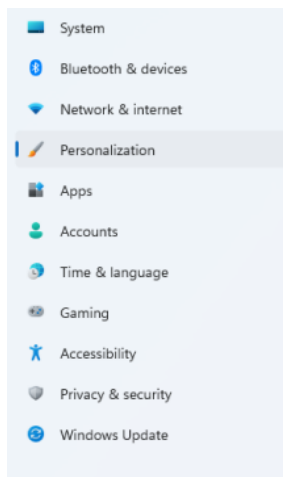 System
Bluetooth & devices
Network & internet
Personalization
Apps
Accounts
Time & language
Gaming
Accessibility
Privacy & security
Windows Update